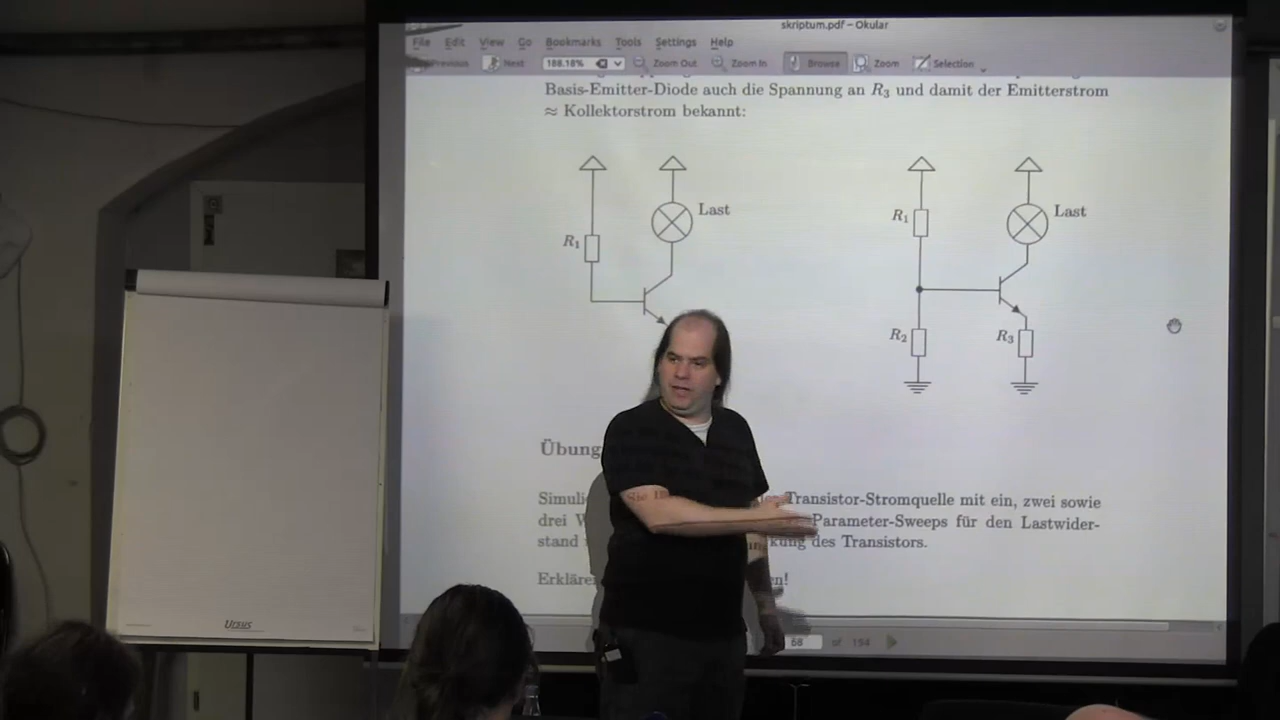 skriptum.pdf – Okular
File Edit View Go Bookmarks Tools Settings Help
Previous Next 188.18% Zoom Out Zoom In Browse Zoom Selection
Basis-Emitter-Diode auch die Spannung an R3 und damit der Emitterstrom
≈ Kollektorstrom bekannt:
Last
Last
R1
R1
R2
R3
Übung
Sie Transistor-Stromquelle mit ein, zwei sowie
drei Parameter-Sweeps für den Lastwider-
stand des Transistors.
68 of 194